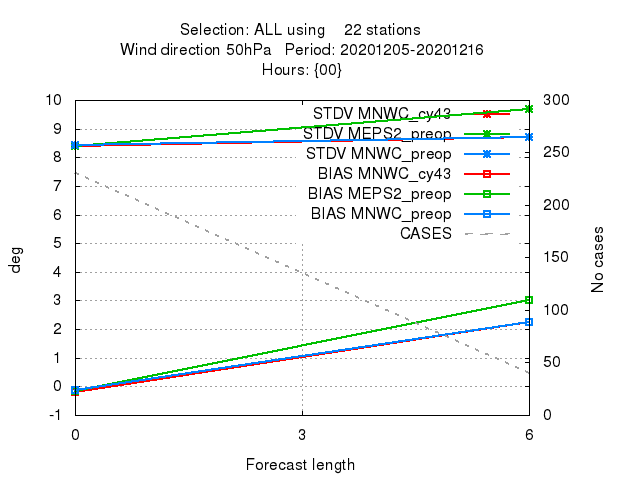 Selection: ALL using 22 stations
Wind direction 50hPa Period: 20201205-20201216
Hours: {00}
10 300
STDV MNWC_cy43
9
STDV MEPS2_preop
8 250
STDV MNWC_preop
7
BIAS MNWC_cy43
BIAS MEPS2_preop
6 200
BIAS MNWC_preop
5
CASES
4 150
3
2 100
1 50
0
-1 0
deg
No cases
0 3 6
Forecast length